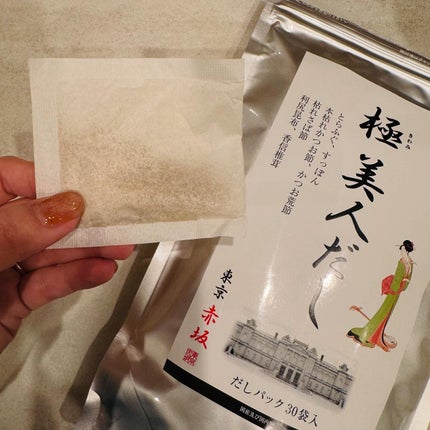 極美人だし
きわみ
とらふぐ、すっぽん
本枯れかつお節、かつお荒節
枯れさば節
利尻昆布、香信椎茸
東京 赤坂
だしパック 30袋入